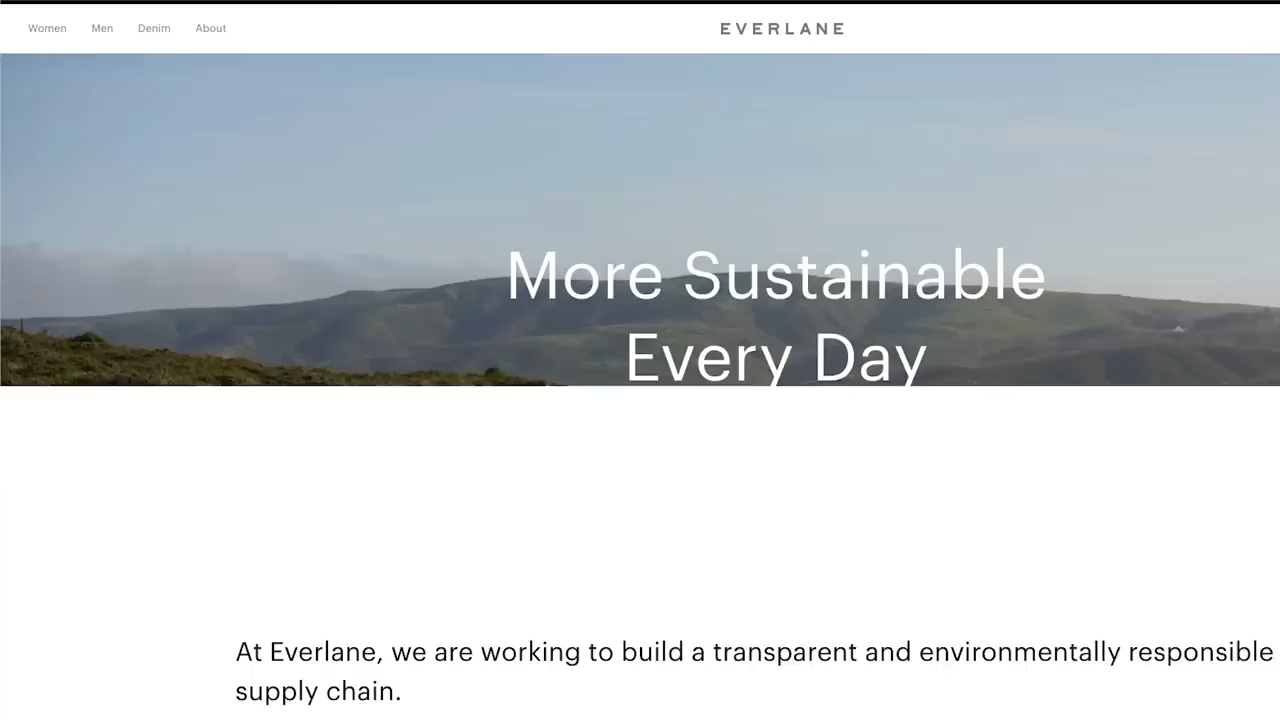 Women Men Denim About EVERLANE
More Sustainable
Every Day
At Everlane, we are working to build a transparent and environmentally responsible
supply chain.